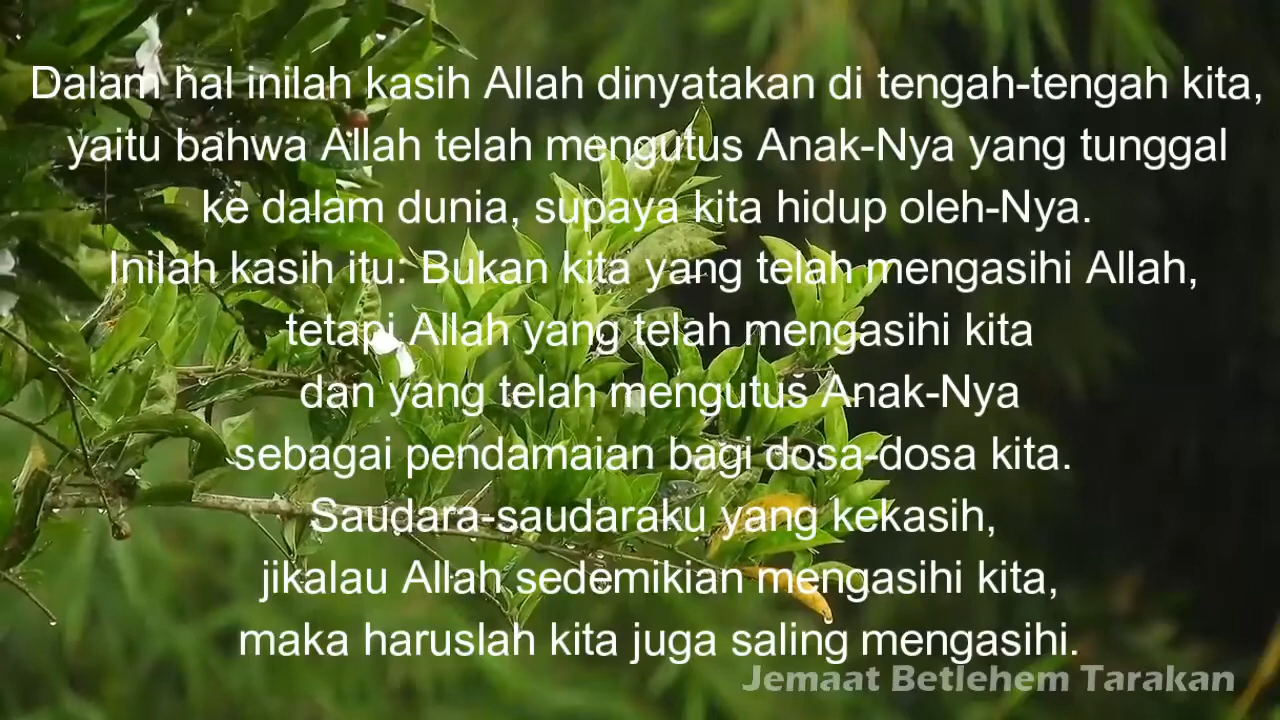 Dalam hal inilah kasih Allah dinyatakan di tengah-tengah kita,
yaitu bahwa Allah telah mengutus Anak-Nya yang tunggal
ke dalam dunia, supaya kita hidup oleh-Nya.
Inilah kasih itu: Bukan kita yang telah mengasihi Allah,
tetapi Allah yang telah mengasihi kita
dan yang telah mengutus Anak-Nya
sebagai pendamaian bagi dosa-dosa kita.
Saudara-saudaraku yang kekasih,
jikalau Allah sedemikian mengasihi kita,
maka haruslah kita juga saling mengasihi.
Jemaat Betlehem Tarakan